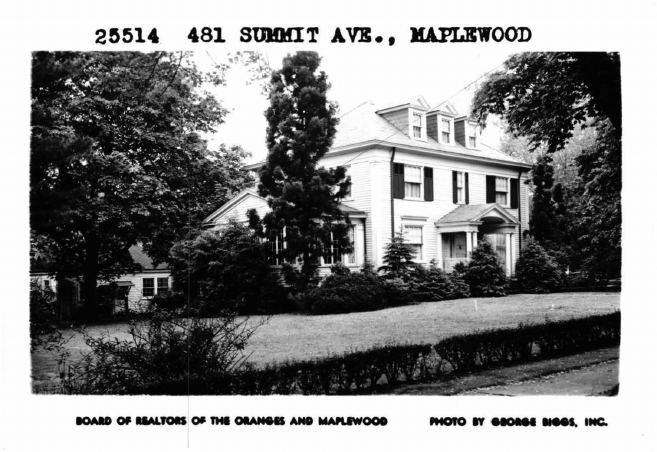 25514 481 SUMMIT AVE., MAPLEWOOD
BOARD OF REALTORS OF THE ORANGES AND MAPLEWOOD PHOTO BY GEORGE BIGGS, INC.